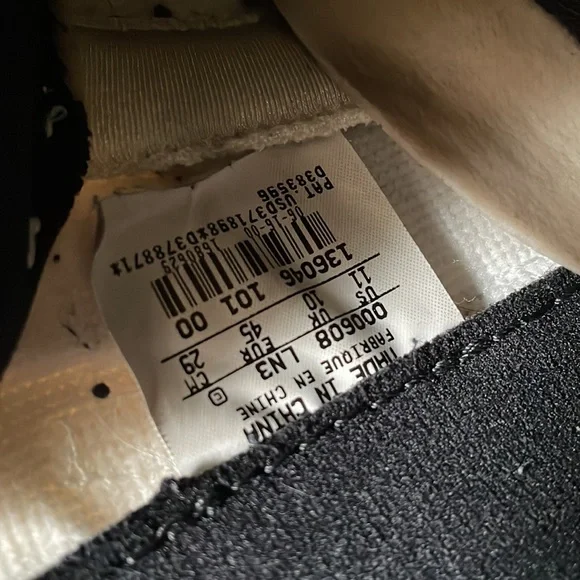 MADE IN CHINA
FABRIQUE EN CHINE
000608 LN3 ©
US UK EUR CM
11 10 45 29
136046 101 00
PAT USD371898*D378871*
D383596